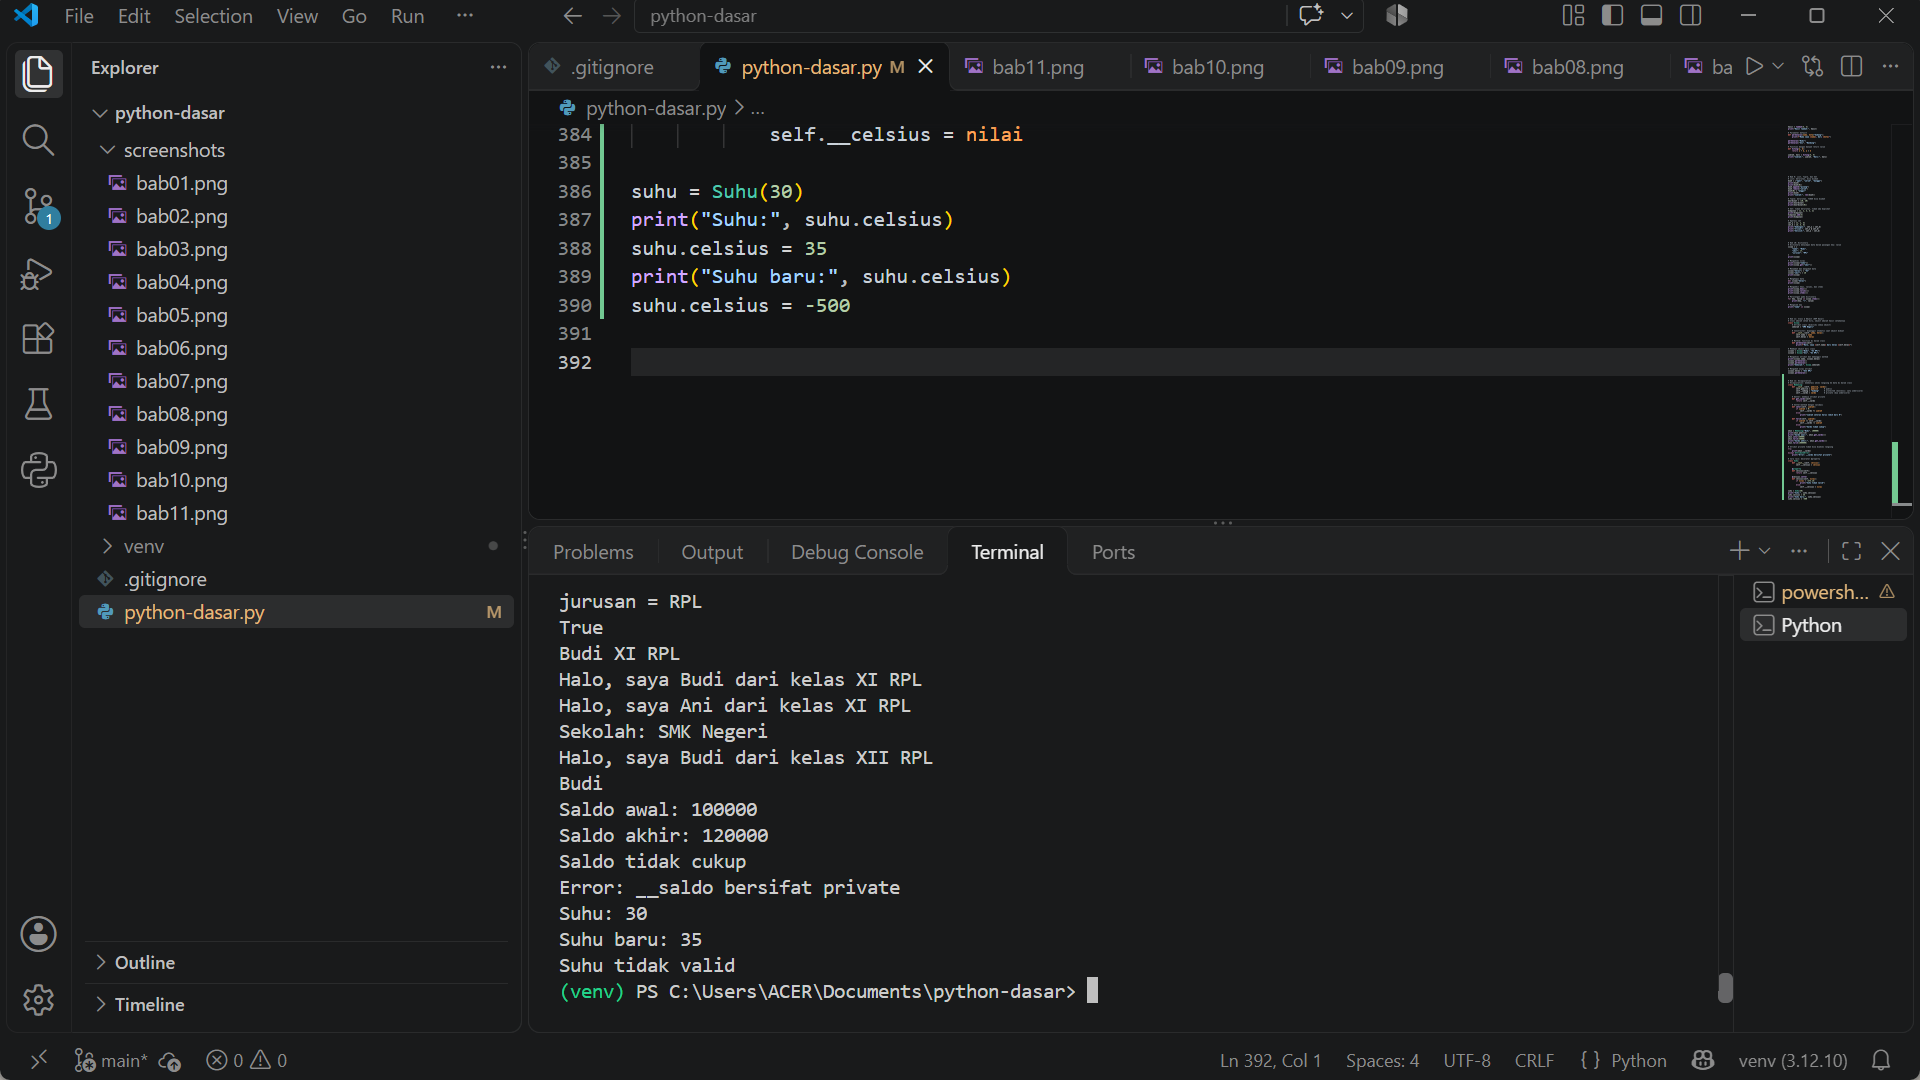 File Edit Selection View Go Run ... python-dasar
Explorer ...
python-dasar
screenshots
bab01.png
bab02.png
bab03.png
bab04.png
bab05.png
bab06.png
bab07.png
bab08.png
bab09.png
bab10.png
bab11.png
venv
.gitignore
python-dasar.py M
Outline
Timeline
1
.gitignore python-dasar.py M bab11.png bab10.png bab09.png bab08.png ba
python-dasar.py > ...
384 self.__celsius = nilai
385
386 suhu = Suhu(30)
387 print("Suhu:", suhu.celsius)
388 suhu.celsius = 35
389 print("Suhu baru:", suhu.celsius)
390 suhu.celsius = -500
391
392
Problems Output Debug Console Terminal Ports
jurusan = RPL
True
Budi XI RPL
Halo, saya Budi dari kelas XI RPL
Halo, saya Ani dari kelas XI RPL
Sekolah: SMK Negeri
Halo, saya Budi dari kelas XII RPL
Budi
Saldo awal: 100000
Saldo akhir: 120000
Saldo tidak cukup
Error: __saldo bersifat private
Suhu: 30
Suhu baru: 35
Suhu tidak valid
(venv) PS C:\Users\ACER\Documents\python-dasar>
powersh...
Python
main* 0 0 Ln 392, Col 1 Spaces: 4 UTF-8 CRLF { } Python venv (3.12.10)